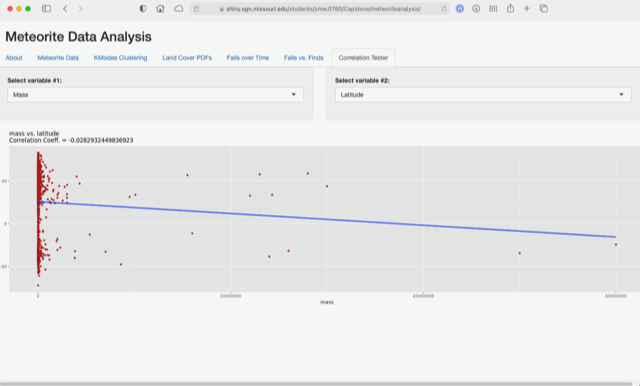 shiny.sgn.missouri.edu/students/ymw.0780/Capstone/meteoriteanalysis/
Meteorite Data Analysis
About Meteorite Data KModes Clustering Land Cover PDFs Falls over Time Falls vs. Finds Correlation Tester
Select variable #1: Select variable #2:
Mass Latitude
mass vs. latitude
Correlation Coeff. = -0.0282932449836923
40
0
-40
0 20000000 40000000 60000000
mass